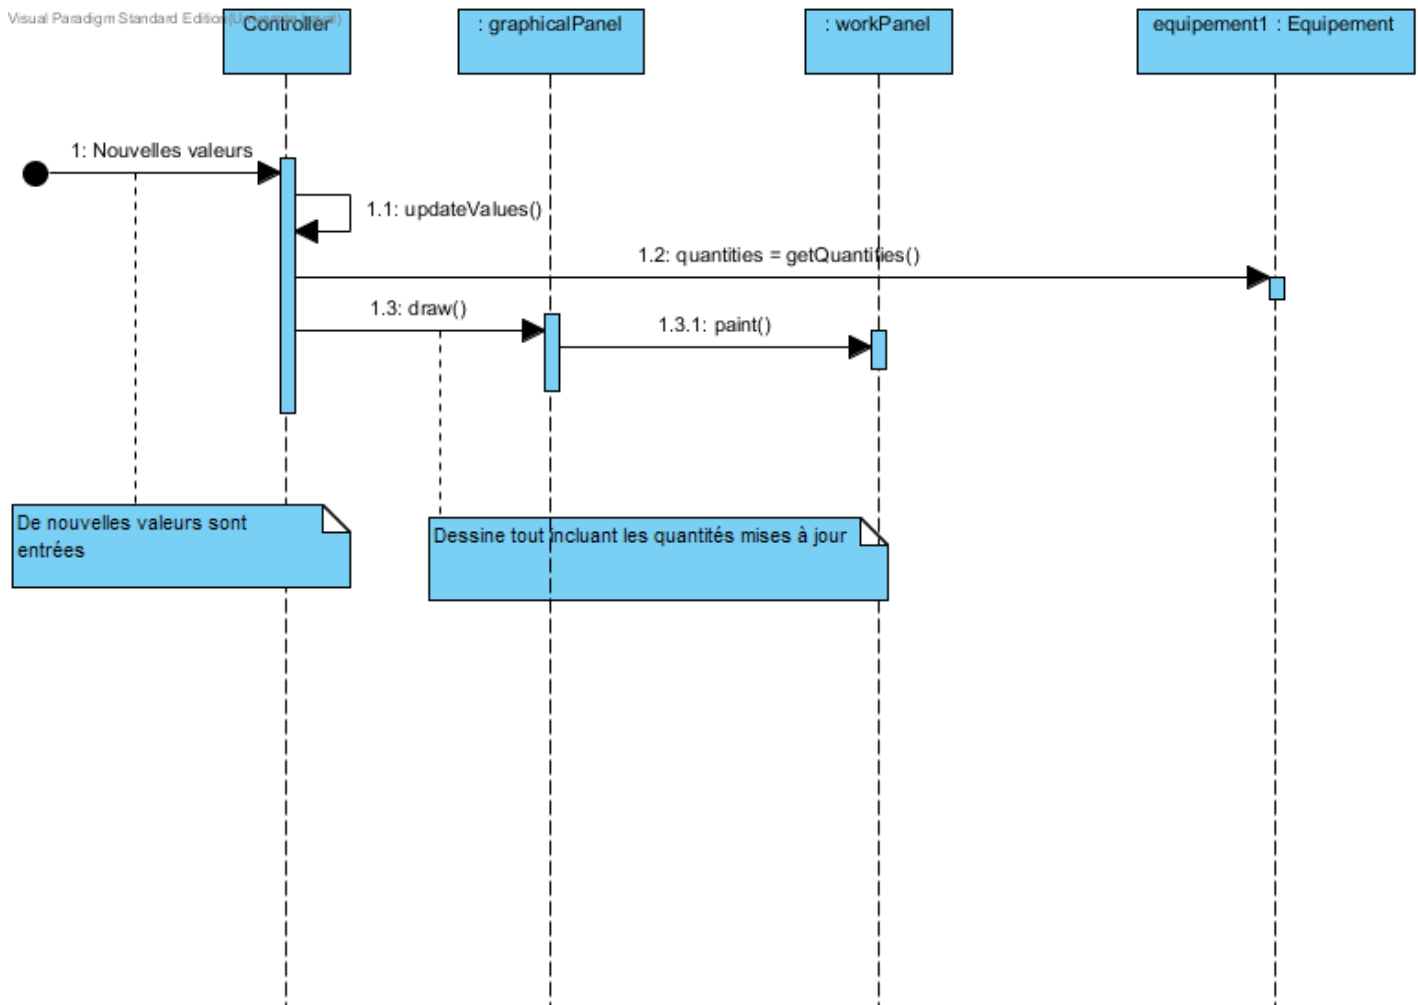 Visual Paradigm Standard Edition
Controller
: graphicalPanel
: workPanel
equipement1 : Equipement
1: Nouvelles valeurs
1.1: updateValues()
1.2: quantities = getQuantities()
1.3: draw()
1.3.1: paint()
De nouvelles valeurs sont
entrées
Dessine tout incluant les quantités mises à jour